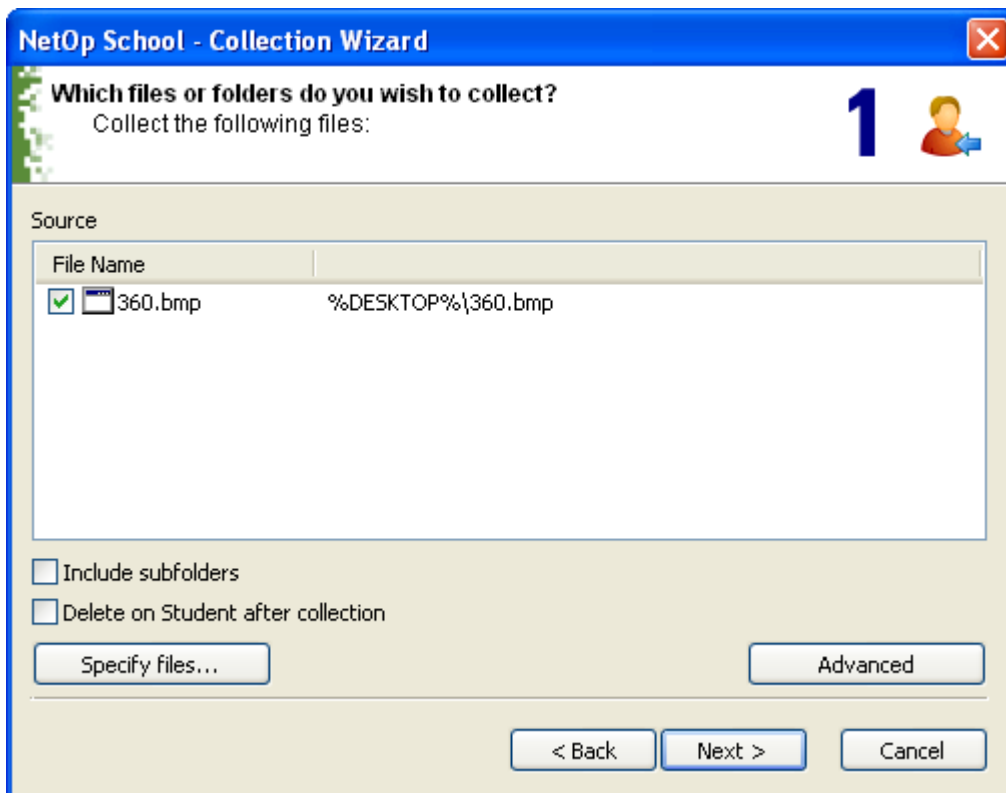 NetOp School - Collection Wizard
Which files or folders do you wish to collect?
Collect the following files:
1
Source
File Name
360.bmp %DESKTOP%\360.bmp
Include subfolders
Delete on Student after collection
Specify files... Advanced
< Back Next > Cancel